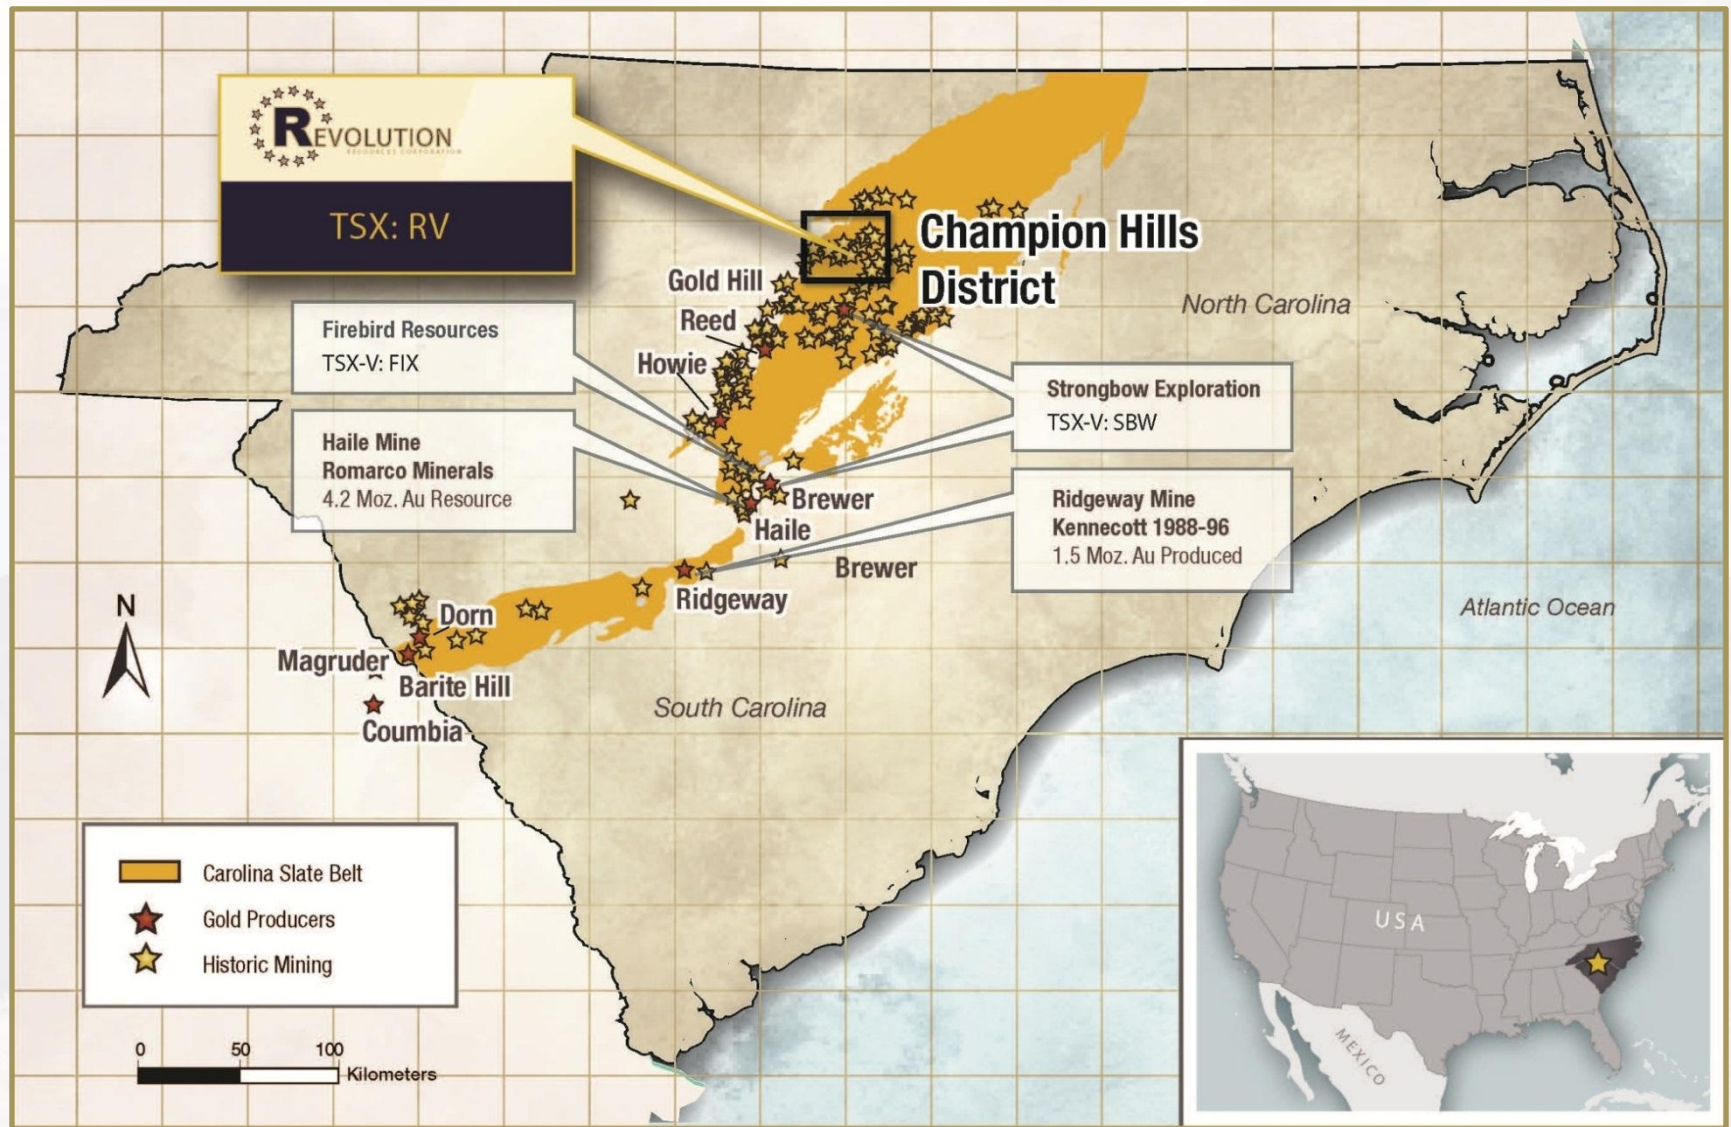 REVOLUTION
RESOURCES CORPORATION
TSX: RV
Champion Hills
District
Gold Hill
Reed
Howie
North Carolina
Firebird Resources
TSX-V: FIX
Strongbow Exploration
TSX-V: SBW
Haile Mine
Romarco Minerals
4.2 Moz. Au Resource
Ridgeway Mine
Kennecott 1988-96
1.5 Moz. Au Produced
Brewer
Haile
Brewer
Ridgeway
Atlantic Ocean
N
Dorn
Magruder
Barite Hill
Coumbia
South Carolina
Carolina Slate Belt
Gold Producers
Historic Mining
0 50 100
Kilometers
USA
MEXICO